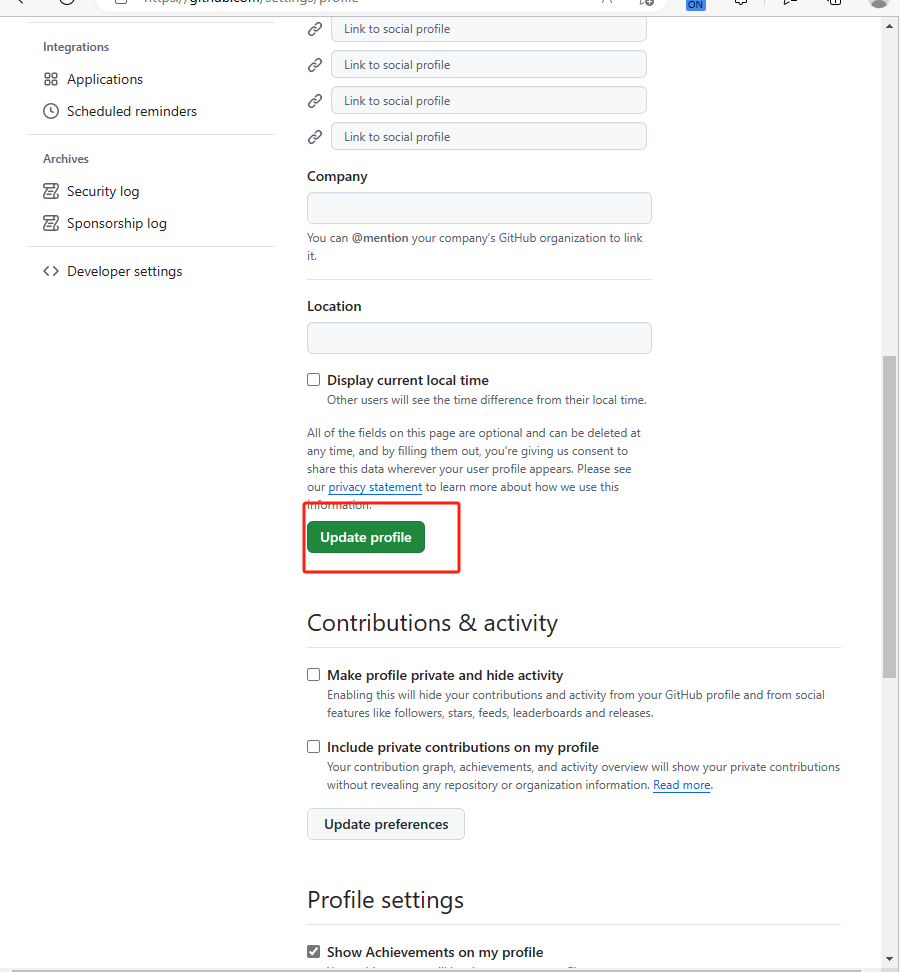 https://github.com/settings/profile
ON
Integrations
Applications
Scheduled reminders
Archives
Security log
Sponsorship log
Developer settings
Link to social profile
Link to social profile
Link to social profile
Link to social profile
Company
You can @mention your company's GitHub organization to link
it.
Location
Display current local time
Other users will see the time difference from their local time.
All of the fields on this page are optional and can be deleted at
any time, and by filling them out, you're giving us consent to
share this data wherever your user profile appears. Please see
our privacy statement to learn more about how we use this
information.
Update profile
Contributions & activity
Make profile private and hide activity
Enabling this will hide your contributions and activity from your GitHub profile and from social
features like followers, stars, feeds, leaderboards and releases.
Include private contributions on my profile
Your contribution graph, achievements, and activity overview will show your private contributions
without revealing any repository or organization information. Read more.
Update preferences
Profile settings
Show Achievements on my profile